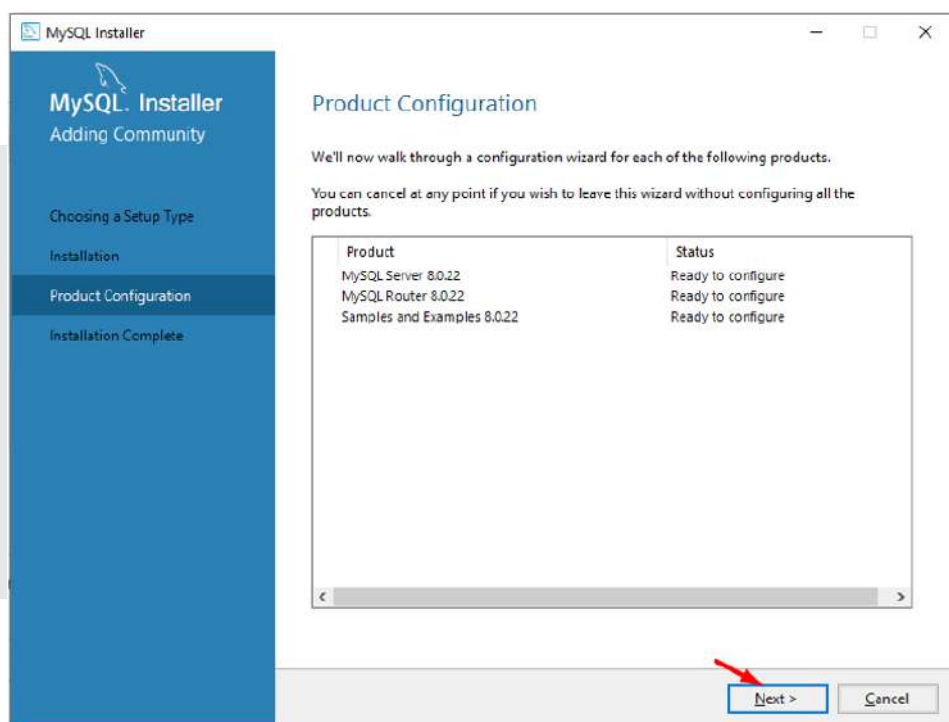 MySQL Installer
MySQL. Installer
Adding Community
Choosing a Setup Type
Installation
Product Configuration
Installation Complete
Product Configuration
We'll now walk through a configuration wizard for each of the following products.
You can cancel at any point if you wish to leave this wizard without configuring all the
products.
Product Status
MySQL Server 8.0.22 Ready to configure
MySQL Router 8.0.22 Ready to configure
Samples and Examples 8.0.22 Ready to configure
Next > Cancel